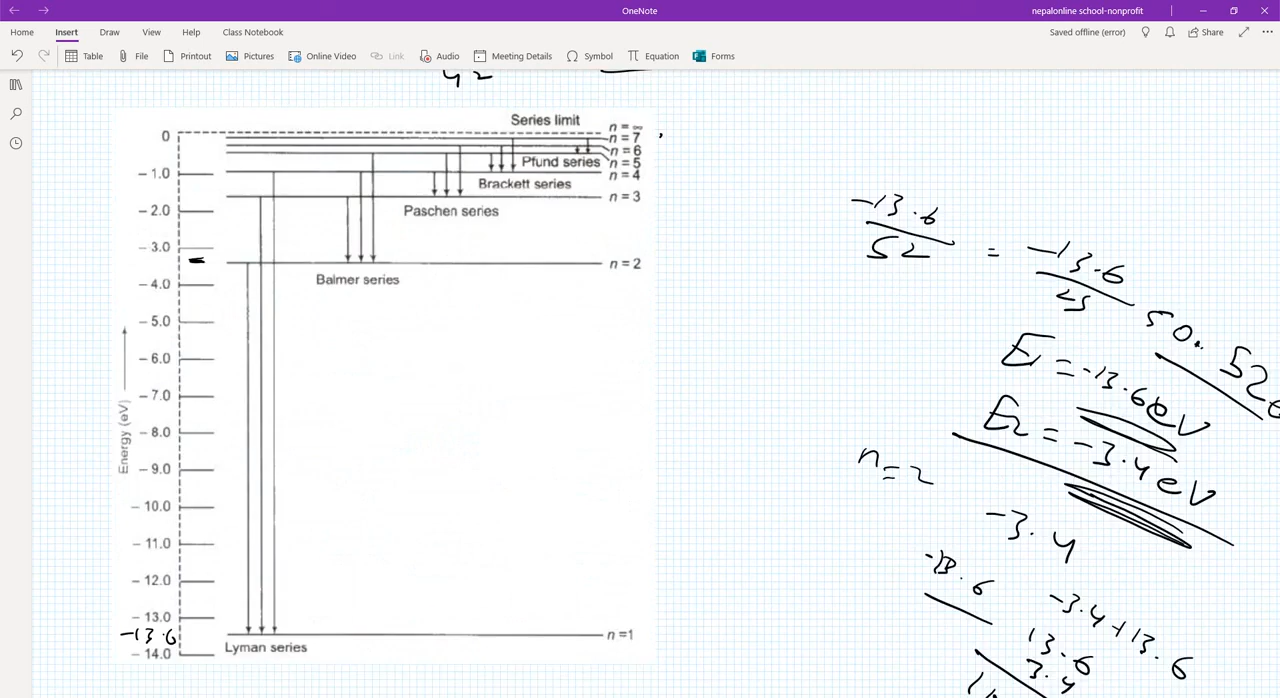 OneNote
nepalonline school-nonprofit
Home Insert Draw View Help Class Notebook
Saved offline (error) Share
Table File Printout Pictures Online Video Link Audio Meeting Details Symbol Equation Forms
42
Series limit
n = ∞
n = 7
n = 6
n = 5
n = 4
n = 3
n = 2
n = 1
Pfund series
Brackett series
Paschen series
Balmer series
Lyman series
Energy (eV)
0
– 1.0
– 2.0
– 3.0
– 4.0
– 5.0
– 6.0
– 7.0
– 8.0
– 9.0
– 10.0
– 11.0
– 12.0
– 13.0
-13.6
– 14.0
-13.6
52
= -13.6
25
50. 52
E1 = -13.6eV
E2 = -3.4eV
n = 2
-3.4
-13.6
-3.4+13.6
13.6
3.4